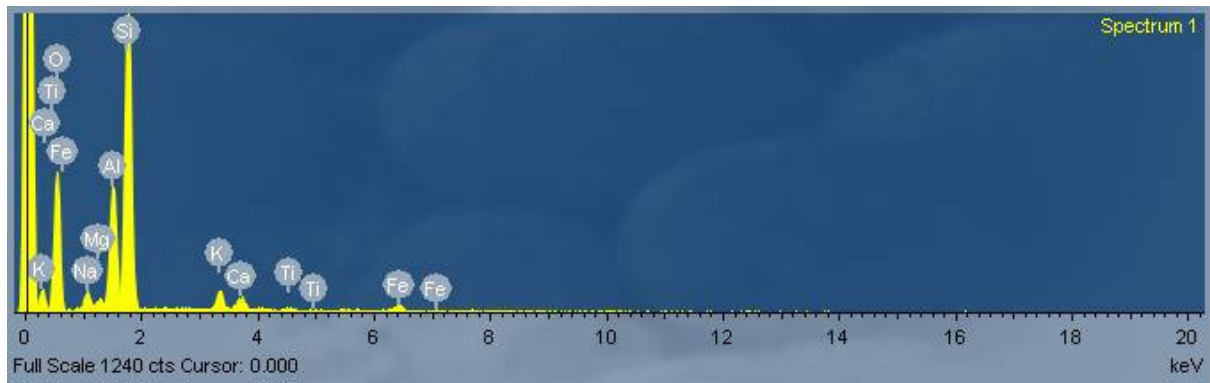 Spectrum 1
Si
O
Ti
Ca
Fe
Al
Mg
K
Na
K
Ca
Ti
Ti
Fe
Fe
0 2 4 6 8 10 12 14 16 18 20
Full Scale 1240 cts Cursor: 0.000 keV